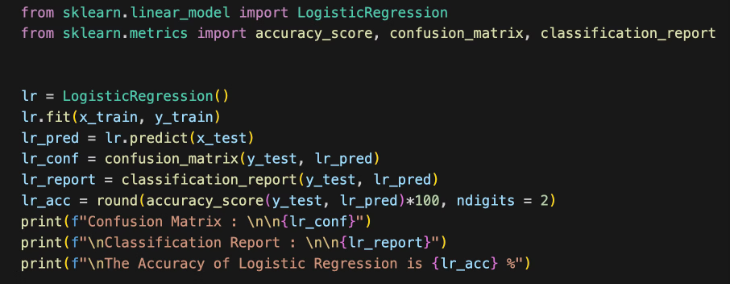 from sklearn.linear_model import LogisticRegression
from sklearn.metrics import accuracy_score, confusion_matrix, classification_report
lr = LogisticRegression()
lr.fit(x_train, y_train)
lr_pred = lr.predict(x_test)
lr_conf = confusion_matrix(y_test, lr_pred)
lr_report = classification_report(y_test, lr_pred)
lr_acc = round(accuracy_score(y_test, lr_pred)*100, ndigits = 2)
print(f"Confusion Matrix : \n\n{lr_conf}")
print(f"\nClassification Report : \n\n{lr_report}")
print(f"\nThe Accuracy of Logistic Regression is {lr_acc} %")